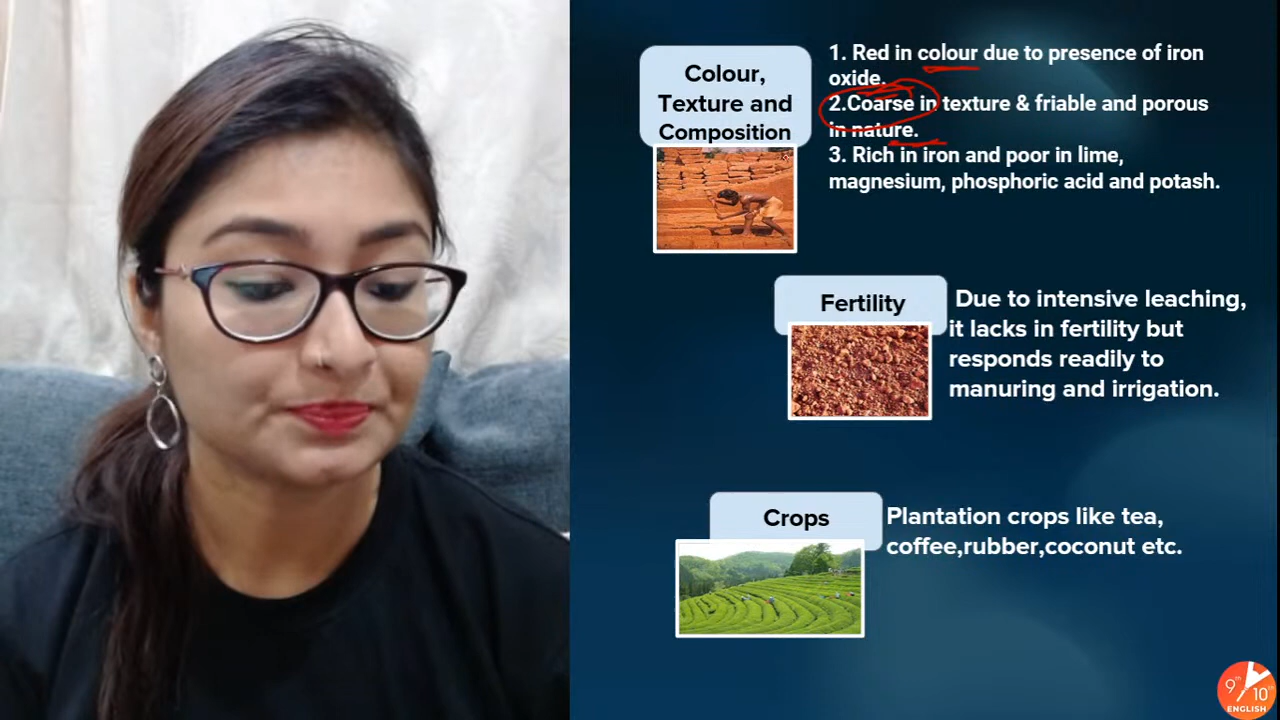 Colour,
Texture and
Composition
1. Red in colour due to presence of iron
oxide.
2.Coarse in texture & friable and porous
in nature.
3. Rich in iron and poor in lime,
magnesium, phosphoric acid and potash.
Fertility
Due to intensive leaching,
it lacks in fertility but
responds readily to
manuring and irrigation.
Crops
Plantation crops like tea,
coffee,rubber,coconut etc.
9th 10th
ENGLISH